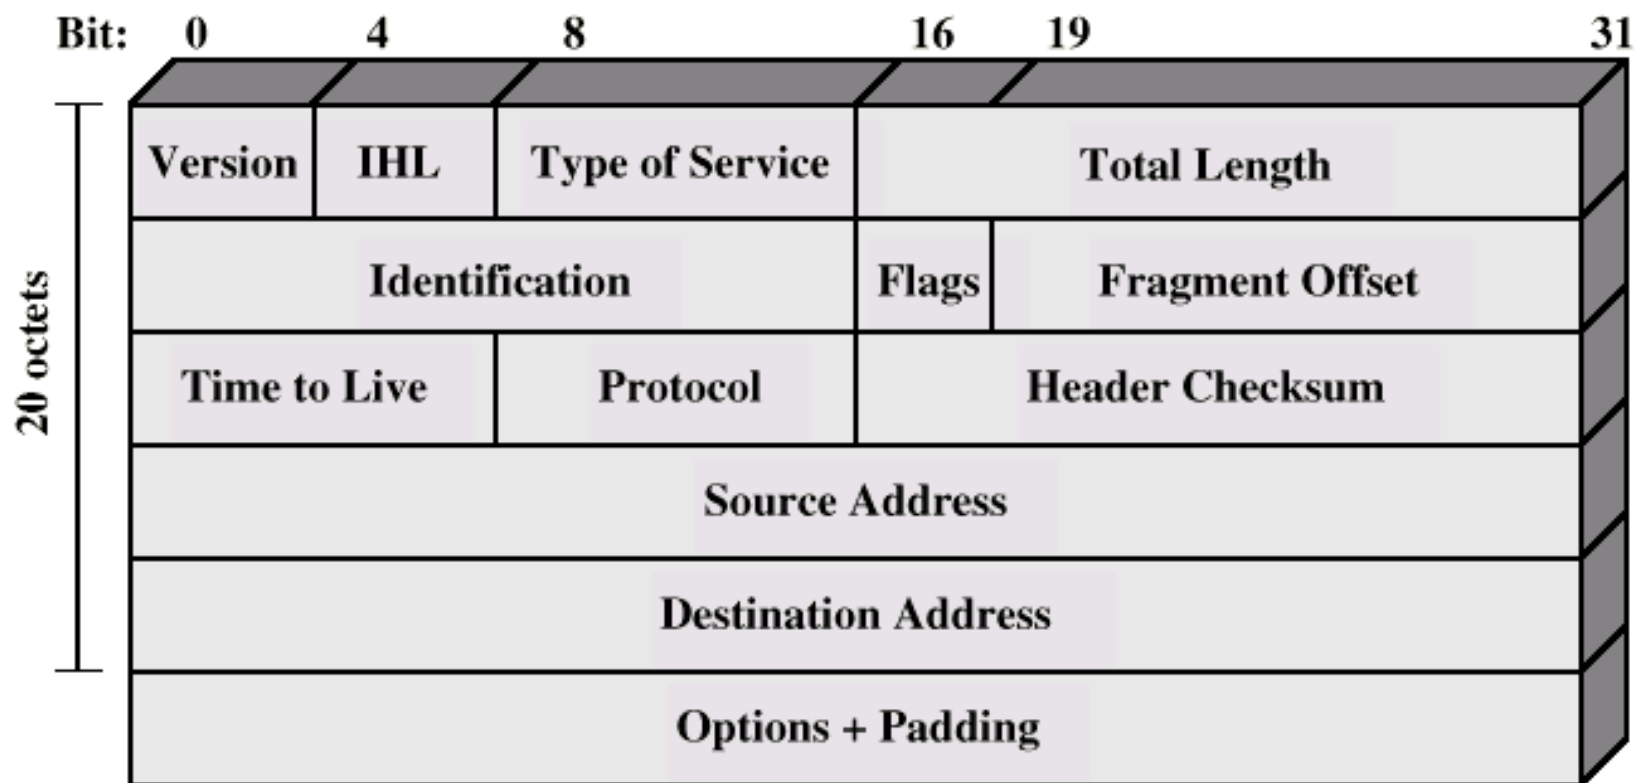 Bit: 0 4 8 16 19 31
Version IHL Type of Service Total Length
Identification Flags Fragment Offset
20 octets
Time to Live Protocol Header Checksum
Source Address
Destination Address
Options + Padding